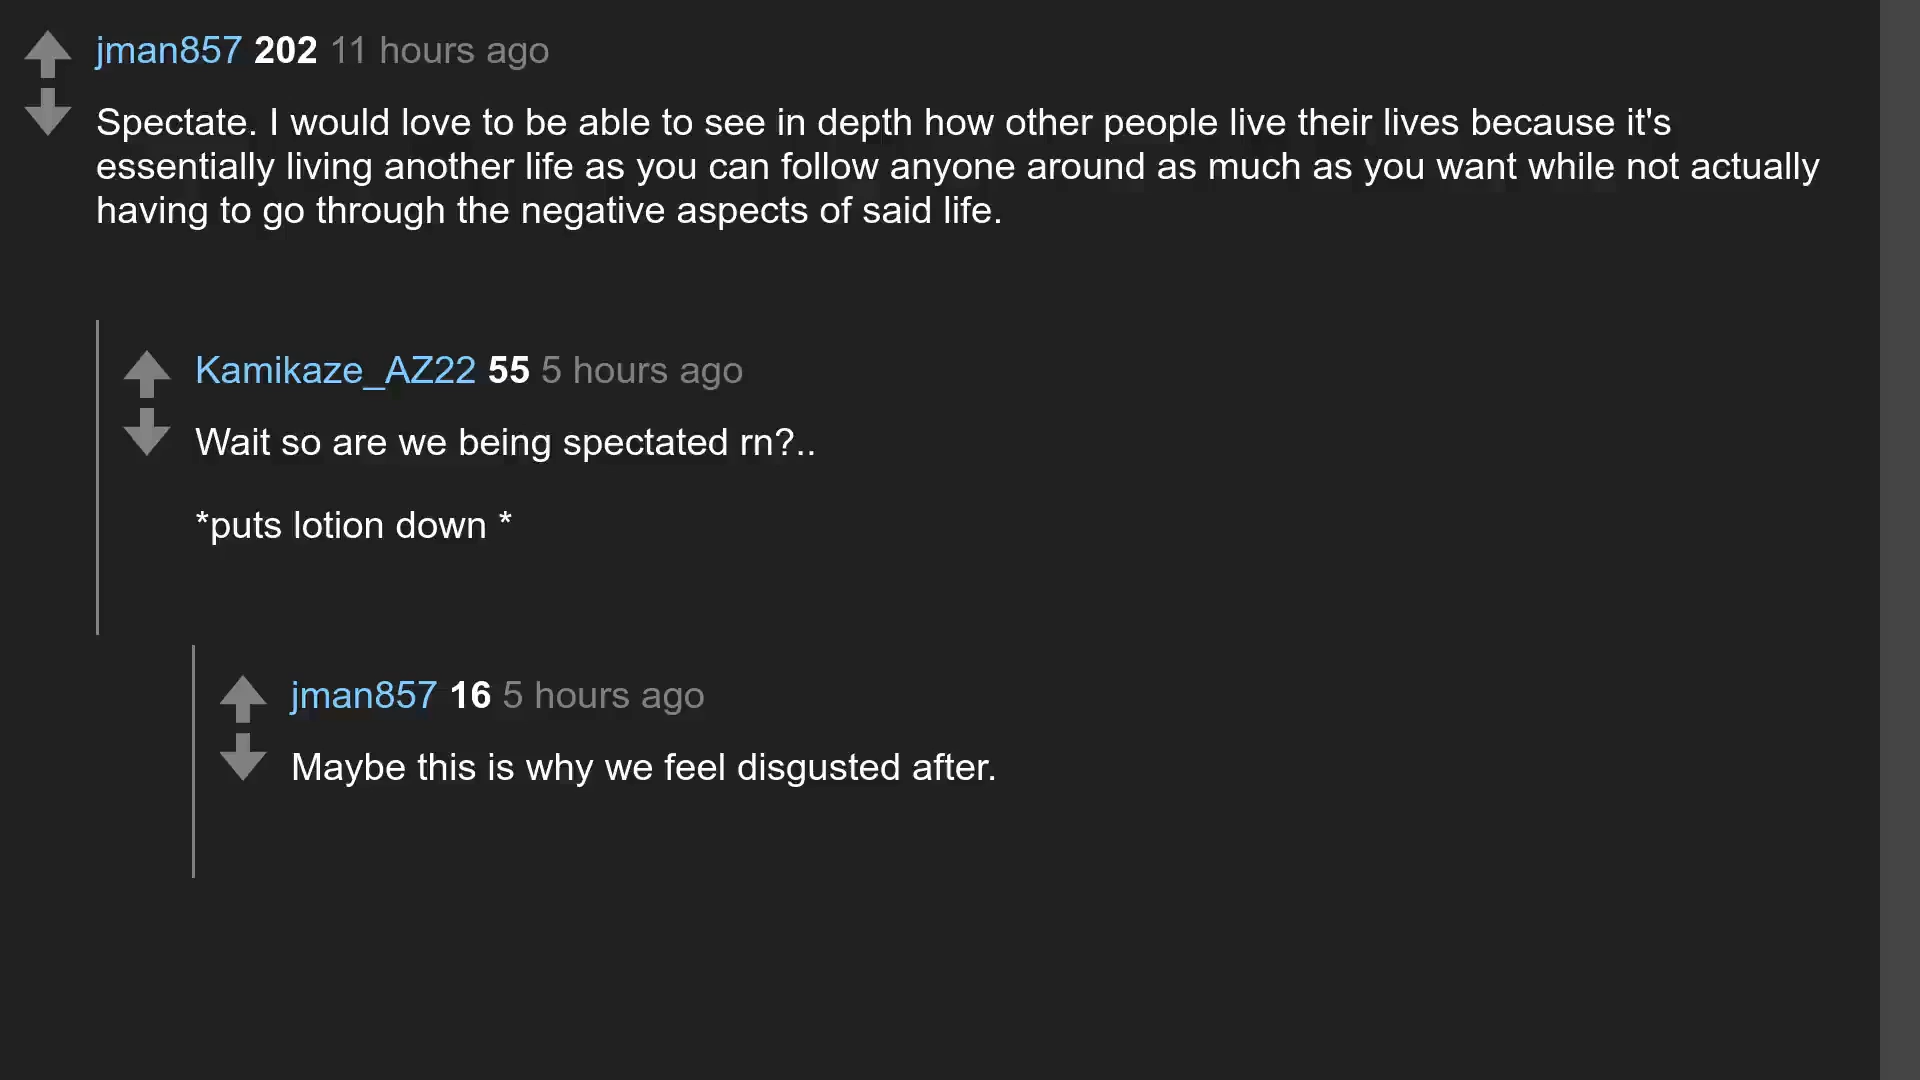 jman857 202 11 hours ago
Spectate. I would love to be able to see in depth how other people live their lives because it's
essentially living another life as you can follow anyone around as much as you want while not actually
having to go through the negative aspects of said life.
Kamikaze_AZ22 55 5 hours ago
Wait so are we being spectated rn?..
*puts lotion down *
jman857 16 5 hours ago
Maybe this is why we feel disgusted after.